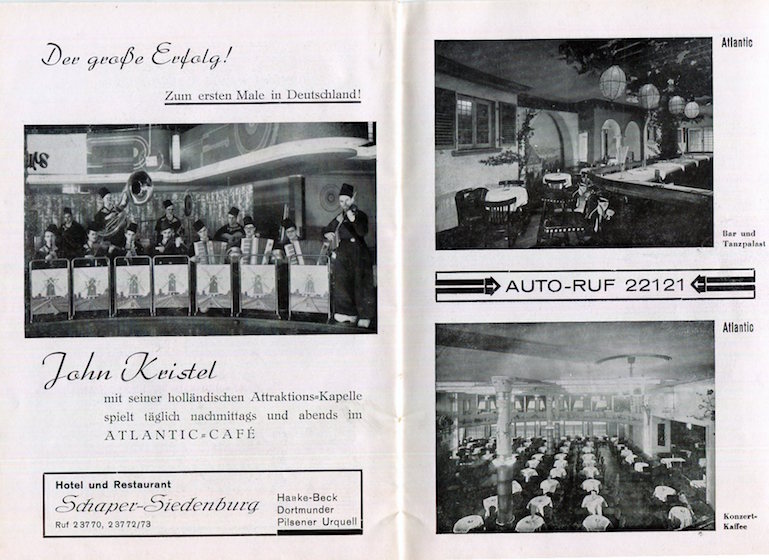 Der große Erfolg!
Zum ersten Male in Deutschland!
John Kristel
mit seiner holländischen Attraktions=Kapelle
spielt täglich nachmittags und abends im
ATLANTIC=CAFÉ
Hotel und Restaurant
Schaper-Siedenburg
Ruf 23770, 23772/73
Haake-Beck
Dortmunder
Pilsener Urquell
Atlantic
Bar und
Tanzpalast
AUTO-RUF 22121
Atlantic
Konzert-
Kaffee